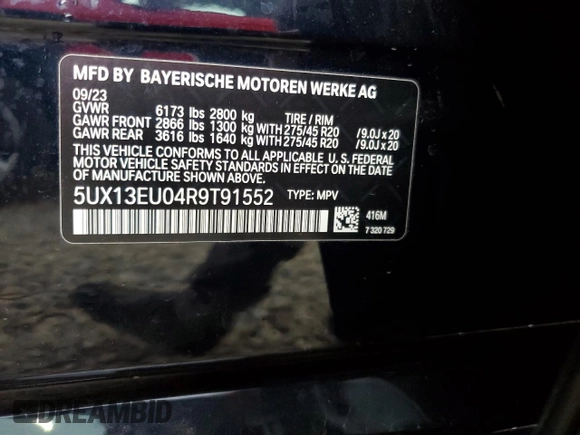 MFD BY BAYERISCHE MOTOREN WERKE AG
09/23
GVWR 6173 lbs 2800 kg TIRE / RIM
GAWR FRONT 2866 lbs 1300 kg WITH 275/45 R20 /9.0J x 20
GAWR REAR 3616 lbs 1640 kg WITH 275/45 R20 /9.0J x 20
THIS VEHICLE CONFORMS TO ALL APPLICABLE U. S. FEDERAL
MOTOR VEHICLE SAFETY STANDARDS IN EFFECT ON THE DATE
OF MANUFACTURE SHOWN ABOVE.
5UX13EU04R9T91552 TYPE: MPV
416M
7 320 729
DREAMBID